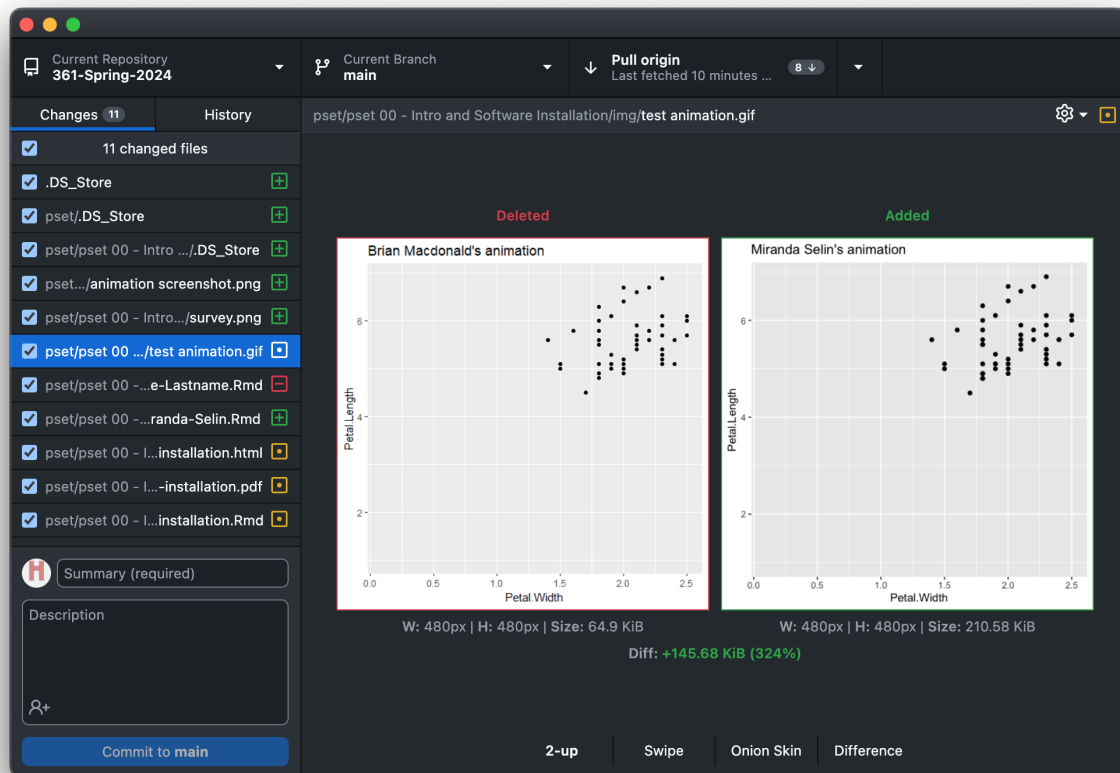 Current Repository
361-Spring-2024
Current Branch
main
Pull origin
Last fetched 10 minutes ...
8
Changes 11
History
pset/pset 00 - Intro and Software Installation/img/test animation.gif
11 changed files
.DS_Store
pset/.DS_Store
pset/pset 00 - Intro .../.DS_Store
pset.../animation screenshot.png
pset/pset 00 - Intro.../survey.png
pset/pset 00 .../test animation.gif
pset/pset 00 -...e-Lastname.Rmd
pset/pset 00 -...randa-Selin.Rmd
pset/pset 00 - I...installation.html
pset/pset 00 - I...-installation.pdf
pset/pset 00 - I...installation.Rmd
H
Summary (required)
Description
Commit to main
Deleted
Brian Macdonald's animation
Petal.Length
6
4
2
0.0 0.5 1.0 1.5 2.0 2.5
Petal.Width
W: 480px | H: 480px | Size: 64.9 KiB
Added
Miranda Selin's animation
Petal.Length
6
4
2
0.0 0.5 1.0 1.5 2.0 2.5
Petal.Width
W: 480px | H: 480px | Size: 210.58 KiB
Diff: +145.68 KiB (324%)
2-up
Swipe
Onion Skin
Difference